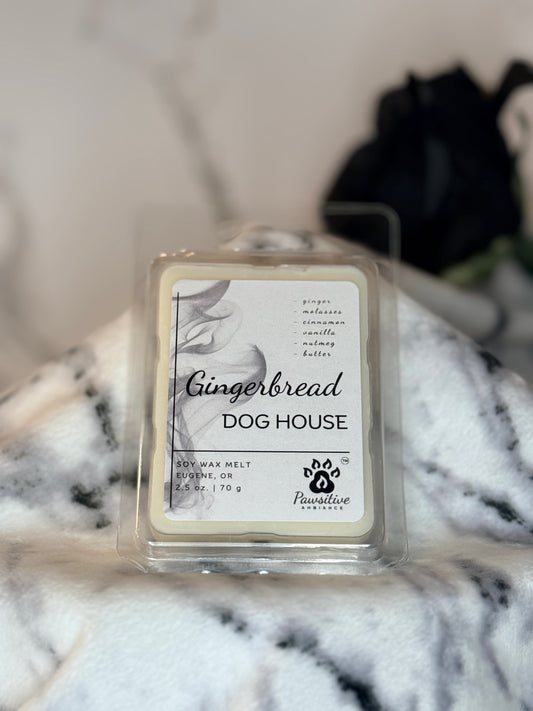 - ginger
- molasses
- cinnamon
- vanilla
- nutmeg
- butter
Gingerbread
DOG HOUSE
SOY WAX MELT
EUGENE, OR
2.5 oz. | 70 g
TM
Pawsitive
AMBIANCE